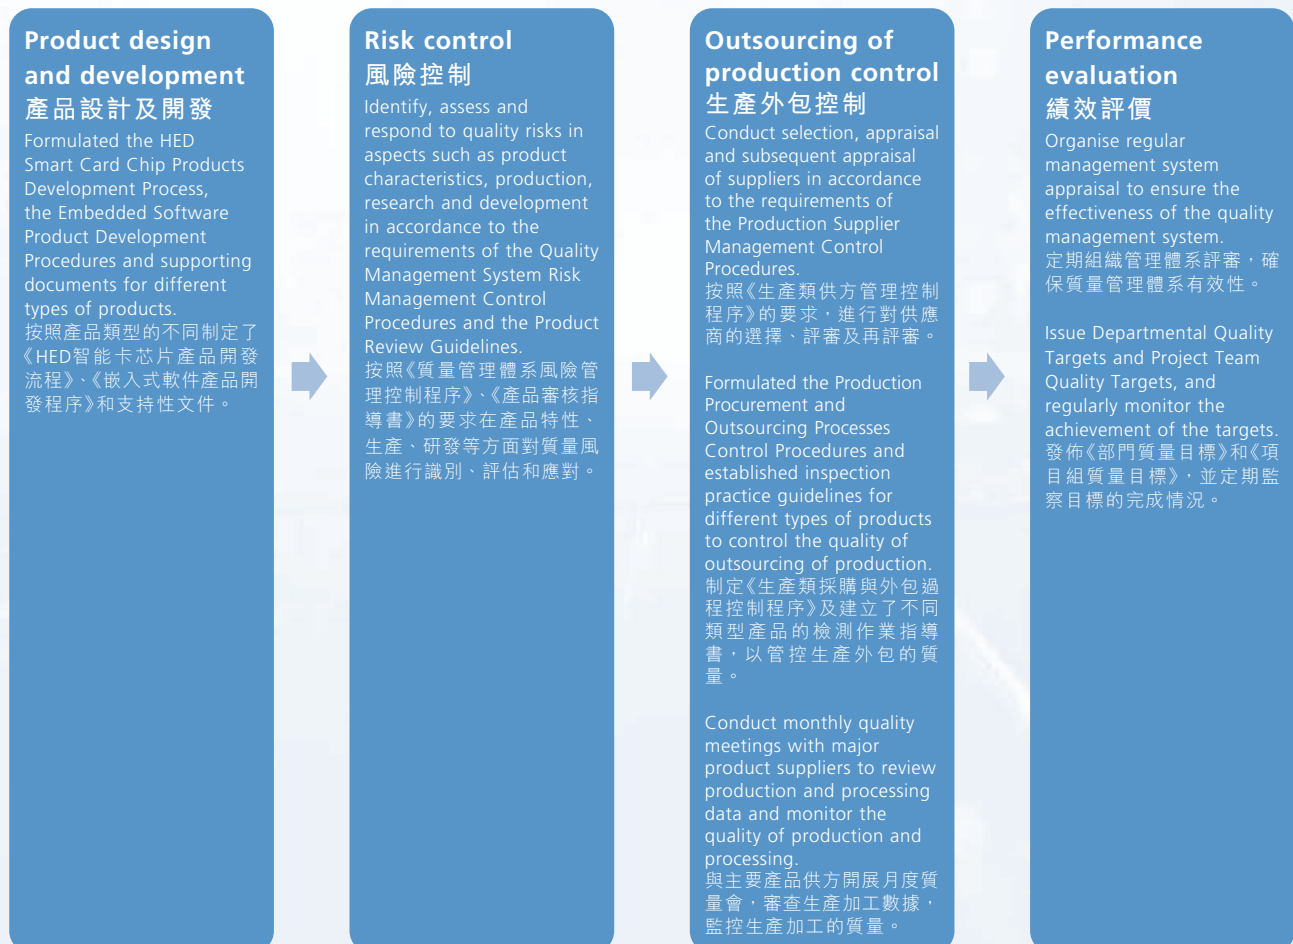 Product design
and development
產品設計及開發
Formulated the HED
Smart Card Chip Products
Development Process,
the Embedded Software
Product Development
Procedures and supporting
documents for different
types of products.
按照產品類型的不同制定了
《HED智能卡芯片產品開發
流程》、《嵌入式軟件產品開
發程序》和支持性文件。
Risk control
風險控制
Identify, assess and
respond to quality risks in
aspects such as product
characteristics, production,
research and development
in accordance to the
requirements of the Quality
Management System Risk
Management Control
Procedures and the Product
Review Guidelines.
按照《質量管理體系風險管
理控制程序》、《產品審核指
導書》的要求在產品特性、
生產、研發等方面對質量風
險進行識別、評估和應對。
Outsourcing of
production control
生產外包控制
Conduct selection, appraisal
and subsequent appraisal
of suppliers in accordance
to the requirements of
the Production Supplier
Management Control
Procedures.
按照《生產類供方管理控制
程序》的要求，進行對供應
商的選擇、評審及再評審。
Formulated the Production
Procurement and
Outsourcing Processes
Control Procedures and
established inspection
practice guidelines for
different types of products
to control the quality of
outsourcing of production.
制定《生產類採購與外包過
程控制程序》及建立了不同
類型產品的檢測作業指導
書，以管控生產外包的質
量。
Conduct monthly quality
meetings with major
product suppliers to review
production and processing
data and monitor the
quality of production and
processing.
與主要產品供方開展月度質
量會，審查生產加工數據，
監控生產加工的質量。
Performance
evaluation
績效評價
Organise regular
management system
appraisal to ensure the
effectiveness of the quality
management system.
定期組織管理體系評審，確
保質量管理體系有效性。
Issue Departmental Quality
Targets and Project Team
Quality Targets, and
regularly monitor the
achievement of the targets.
發佈《部門質量目標》和《項
目組質量目標》，並定期監
察目標的完成情況。